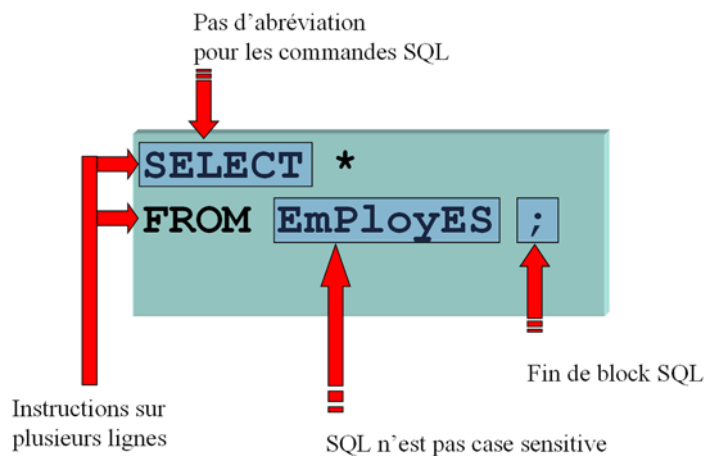 Pas d’abréviation
pour les commandes SQL
SELECT *
FROM EmPloyES ;
Fin de block SQL
Instructions sur
plusieurs lignes
SQL n’est pas case sensitive